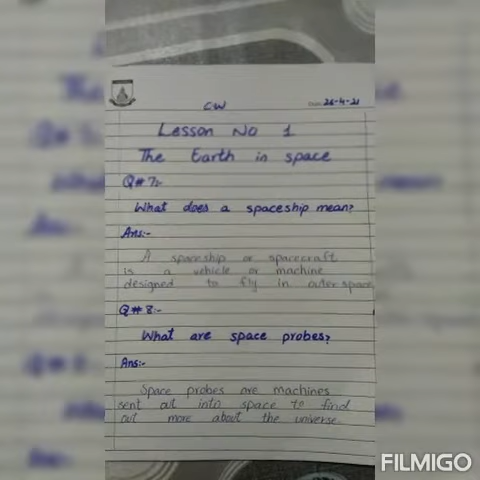 CW
Date: 26-4-21
Lesson No 1
The Earth in space
Q# 7:-
What does a spaceship mean?
Ans:-
A spaceship or spacecraft
is a vehicle or machine
designed to fly in outer space
Q# 8:-
What are space probes?
Ans:-
Space probes are machines
sent out into space to find
out more about the universe.
FILMIGO